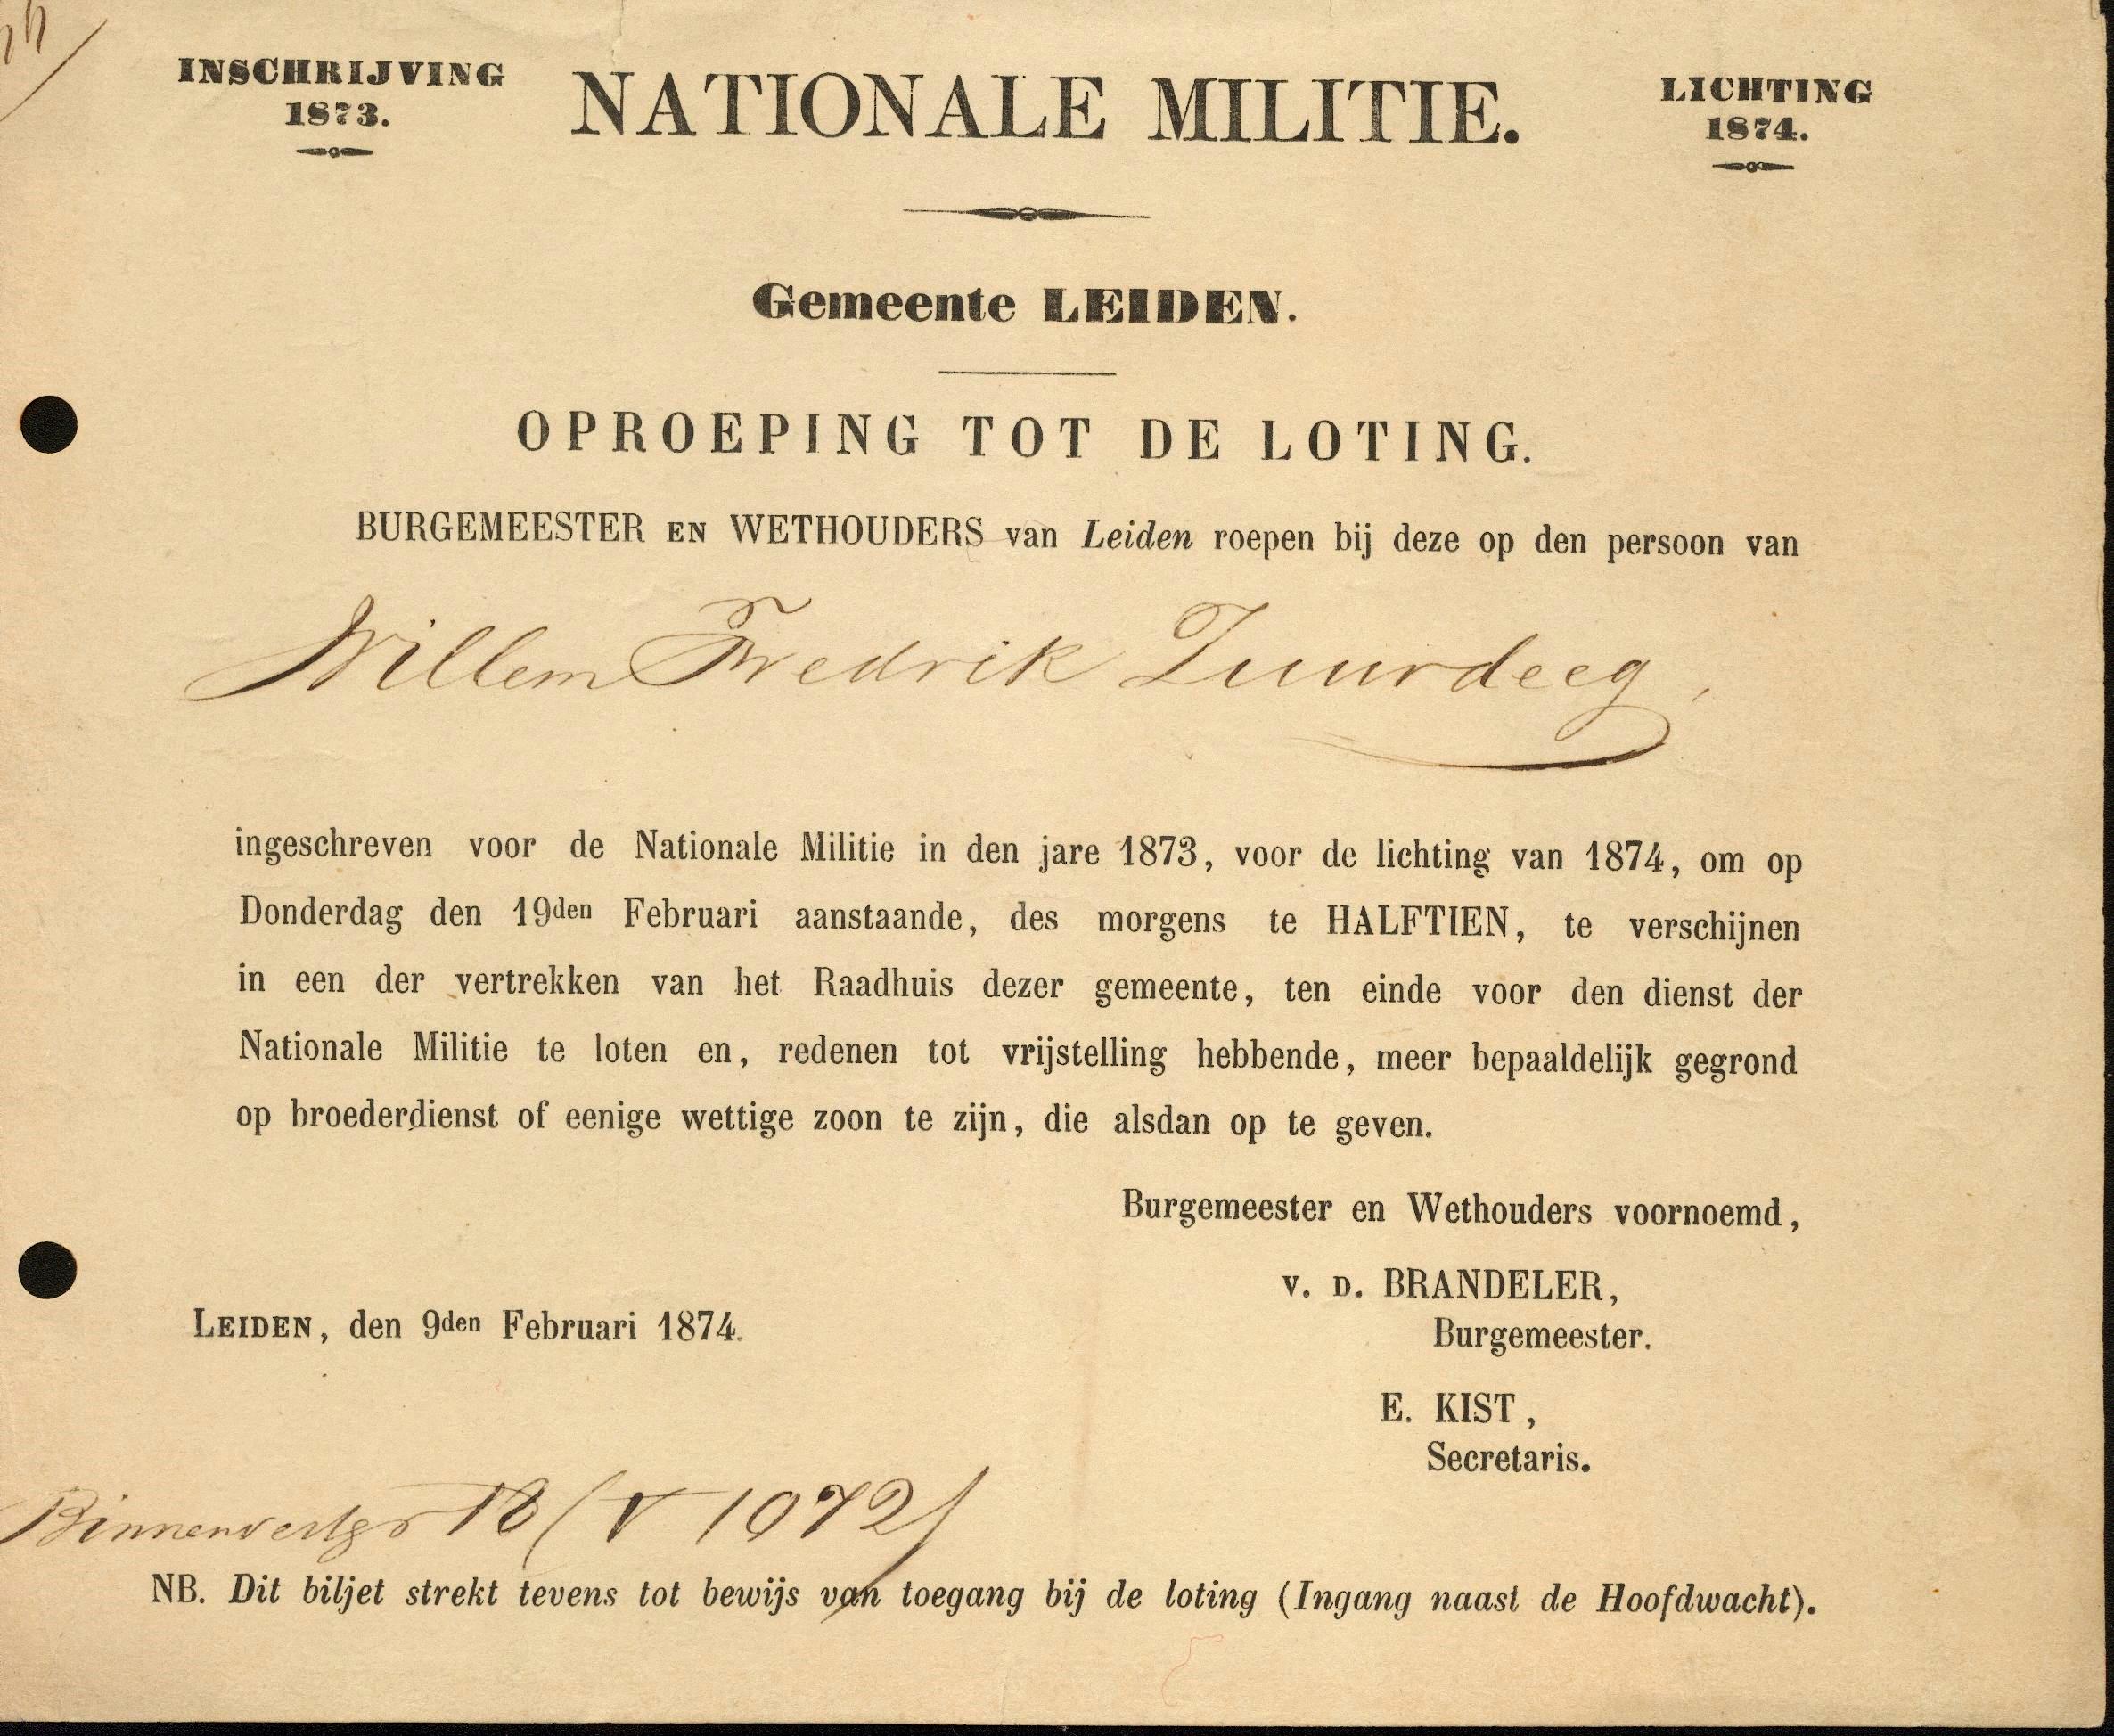 INSCHRIJVING
1873.
NATIONALE MILITIE.
LICHTING
1874.
Gemeente LEIDEN.
OPROEPING TOT DE LOTING.
BURGEMEESTER EN WETHOUDERS van Leiden roepen bij deze op den persoon van
Willem Fredrik Zuurdeeg,
ingeschreven voor de Nationale Militie in den jare 1873, voor de lichting van 1874, om op
Donderdag den 19den Februari aanstaande, des morgens te HALFTIEN, te verschijnen
in een der vertrekken van het Raadhuis dezer gemeente, ten einde voor den dienst der
Nationale Militie te loten en, redenen tot vrijstelling hebbende, meer bepaaldelijk gegrond
op broederdienst of eenige wettige zoon te zijn, die alsdan op te geven.
Burgemeester en Wethouders voornoemd,
V. D. BRANDELER,
Burgemeester.
LEIDEN, den 9den Februari 1874.
E. KIST,
Secretaris.
18 (V 1072)
NB. Dit biljet strekt tevens tot bewijs van toegang bij de loting (Ingang naast de Hoofdwacht).